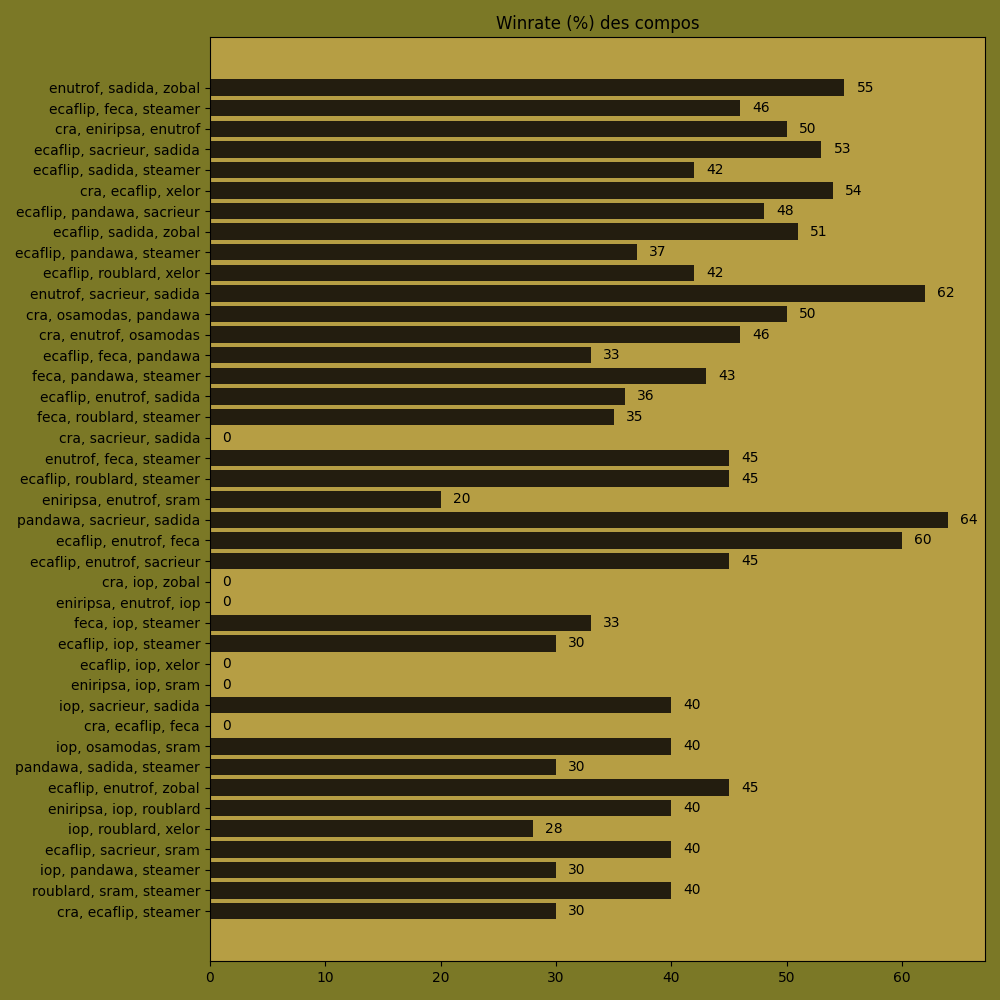 Winrate (%) des compos
enutrof, sadida, zobal 55
ecaflip, feca, steamer 46
cra, eniripsa, enutrof 50
ecaflip, sacrieur, sadida 53
ecaflip, sadida, steamer 42
cra, ecaflip, xelor 54
ecaflip, pandawa, sacrieur 48
ecaflip, sadida, zobal 51
ecaflip, pandawa, steamer 37
ecaflip, roublard, xelor 42
enutrof, sacrieur, sadida 62
cra, osamodas, pandawa 50
cra, enutrof, osamodas 46
ecaflip, feca, pandawa 33
feca, pandawa, steamer 43
ecaflip, enutrof, sadida 36
feca, roublard, steamer 35
cra, sacrieur, sadida 0
enutrof, feca, steamer 45
ecaflip, roublard, steamer 45
eniripsa, enutrof, sram 20
pandawa, sacrieur, sadida 64
ecaflip, enutrof, feca 60
ecaflip, enutrof, sacrieur 45
cra, iop, zobal 0
eniripsa, enutrof, iop 0
feca, iop, steamer 33
ecaflip, iop, steamer 30
ecaflip, iop, xelor 0
eniripsa, iop, sram 0
iop, sacrieur, sadida 40
cra, ecaflip, feca 0
iop, osamodas, sram 40
pandawa, sadida, steamer 30
ecaflip, enutrof, zobal 45
eniripsa, iop, roublard 40
iop, roublard, xelor 28
ecaflip, sacrieur, sram 40
iop, pandawa, steamer 30
roublard, sram, steamer 40
cra, ecaflip, steamer 30
0 10 20 30 40 50 60